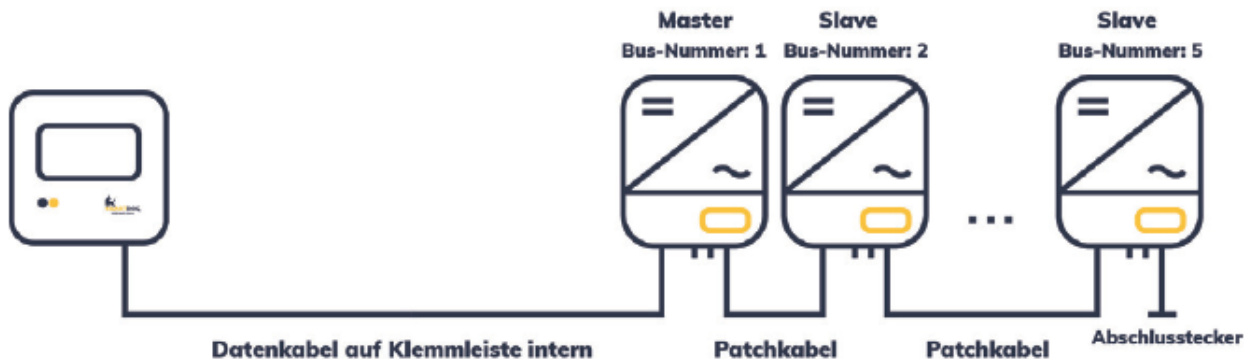 Master
Bus-Nummer: 1
Slave
Bus-Nummer: 2
Slave
Bus-Nummer: 5
...
Datenkabel auf Klemmleiste intern
Patchkabel
Patchkabel
Abschlusstecker